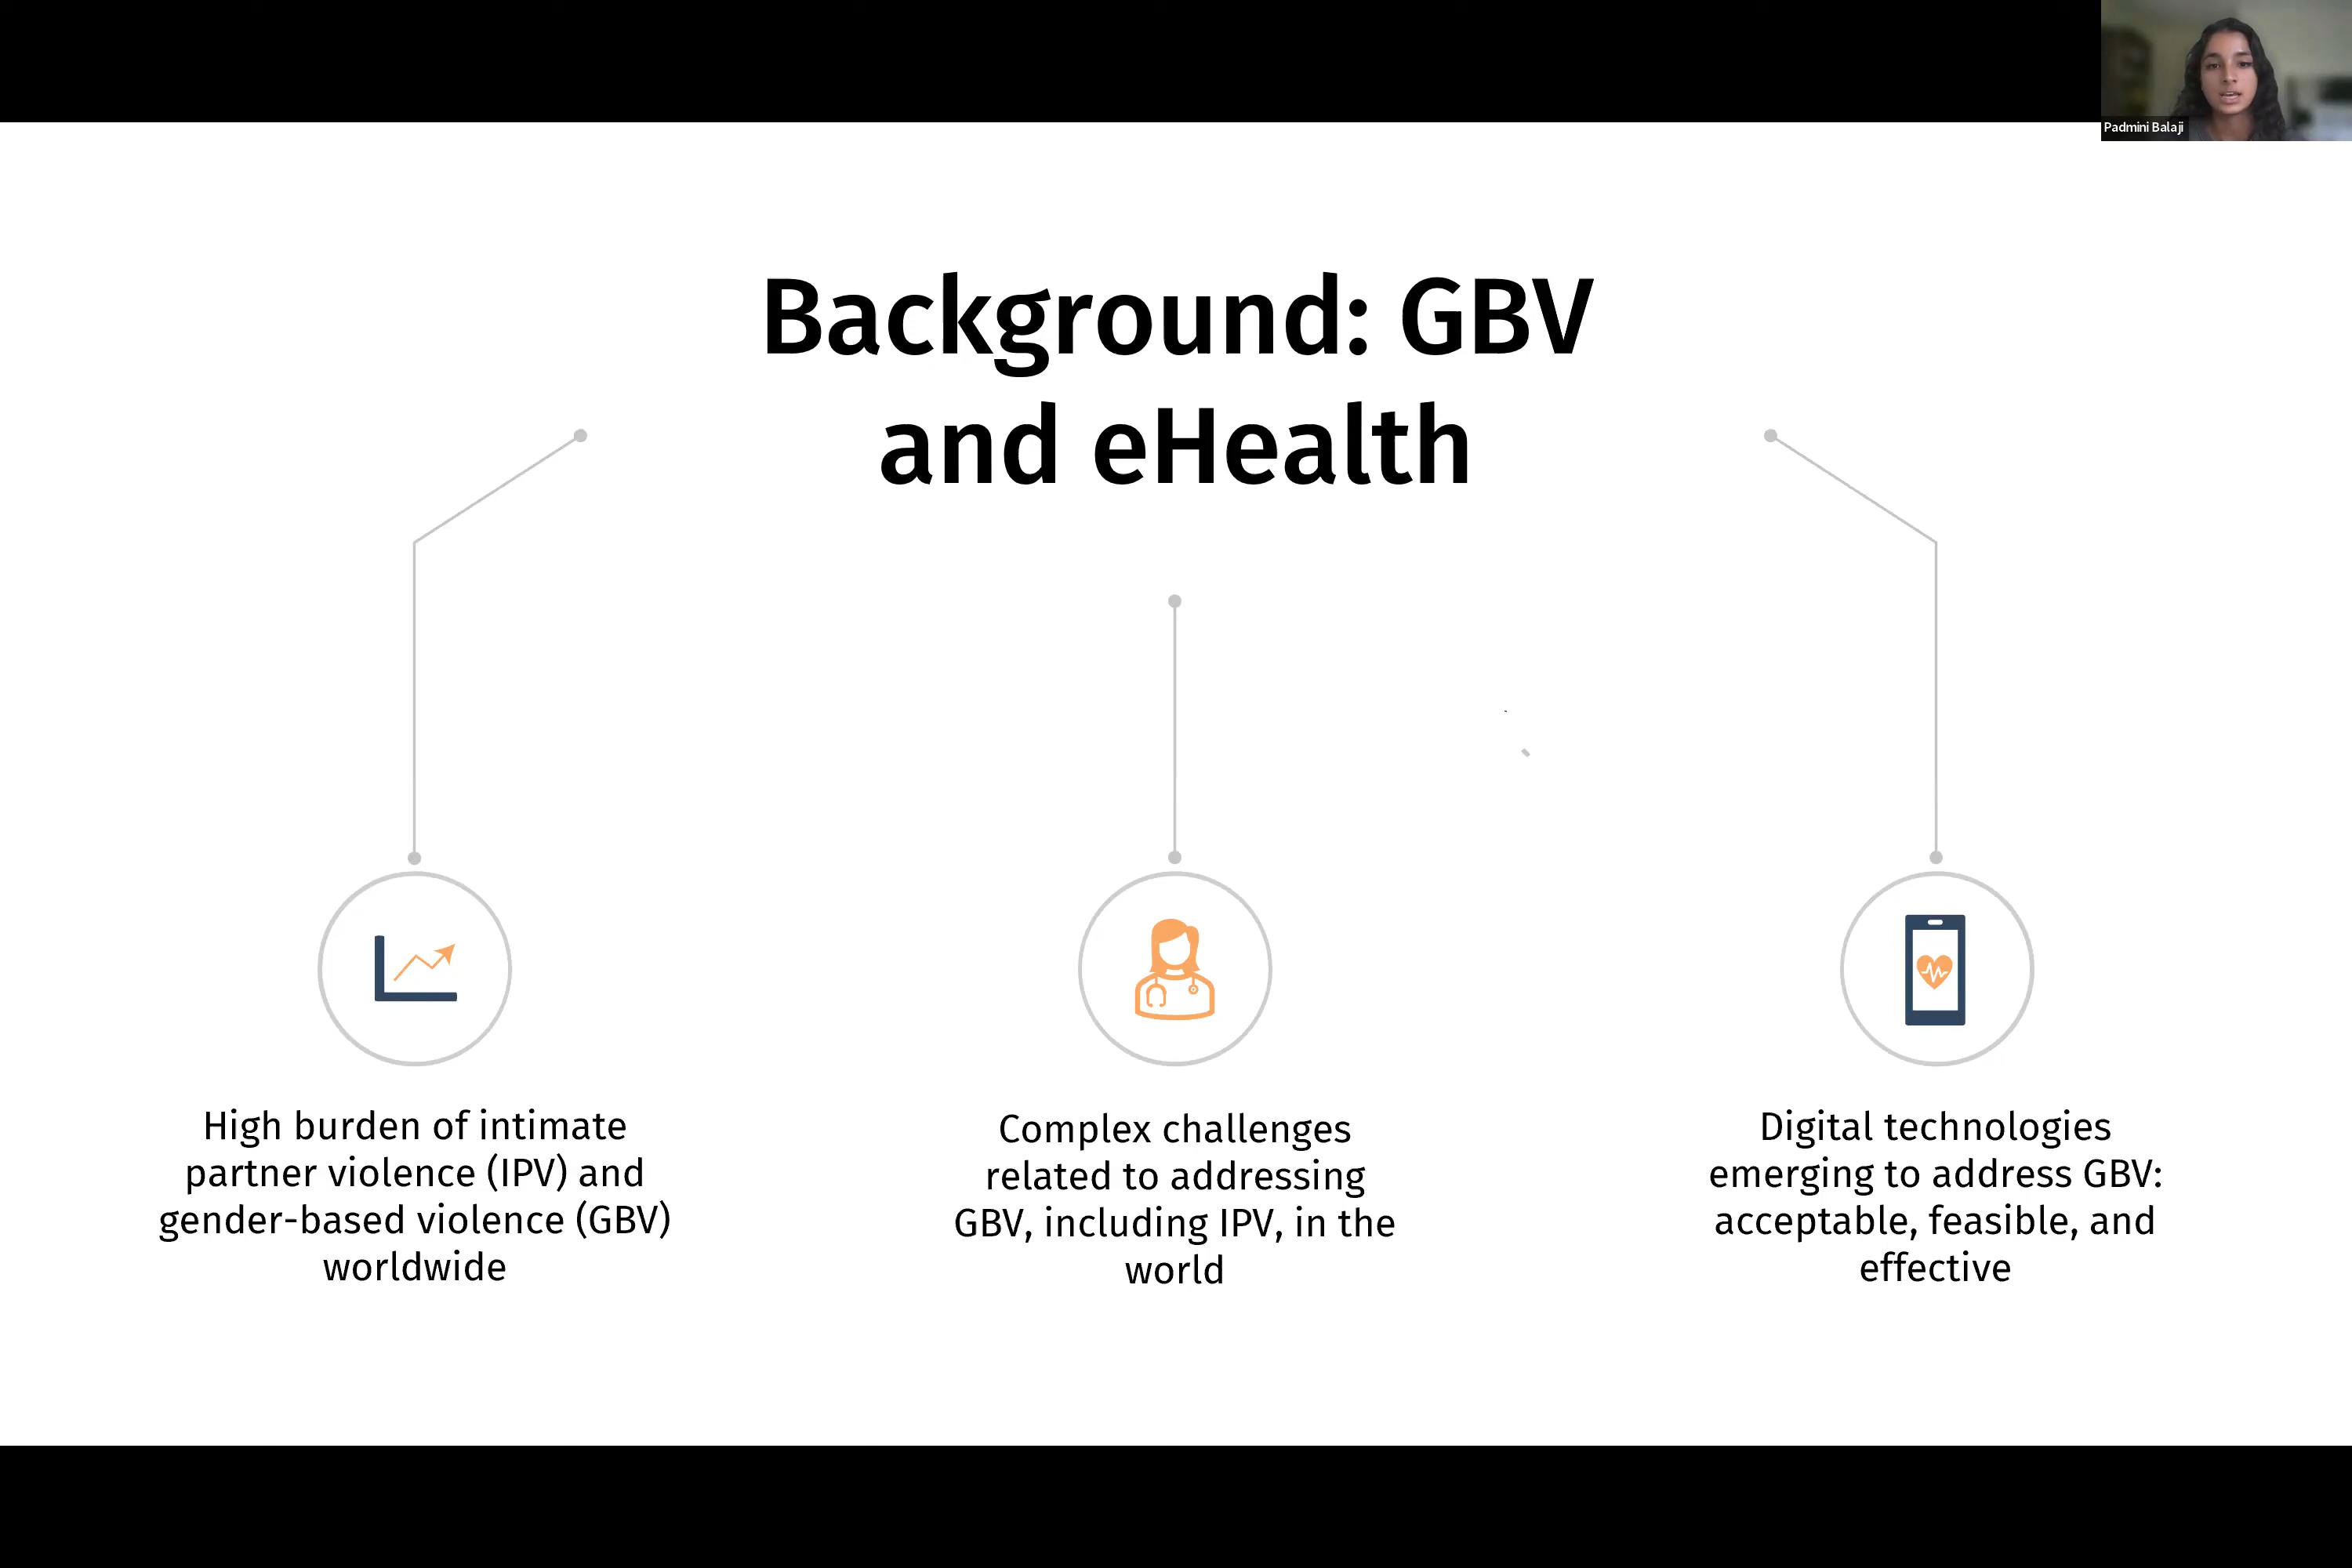 Padmini Balaji
Background: GBV
and eHealth
High burden of intimate
partner violence (IPV) and
gender-based violence (GBV)
worldwide
Complex challenges
related to addressing
GBV, including IPV, in the
world
Digital technologies
emerging to address GBV:
acceptable, feasible, and
effective